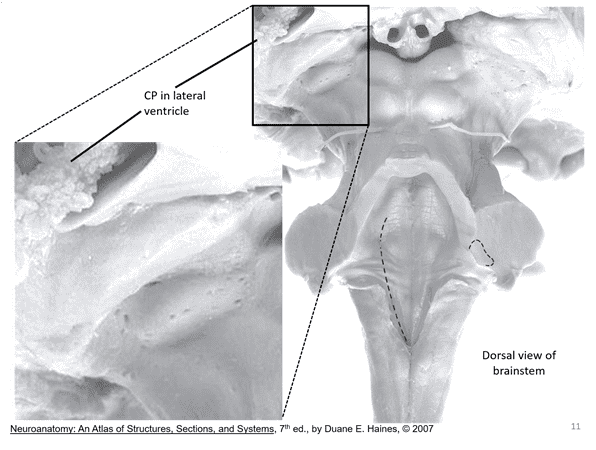 CP in lateral
ventricle
Dorsal view of
brainstem
Neuroanatomy: An Atlas of Structures, Sections, and Systems, 7th ed., by Duane E. Haines, © 2007
11